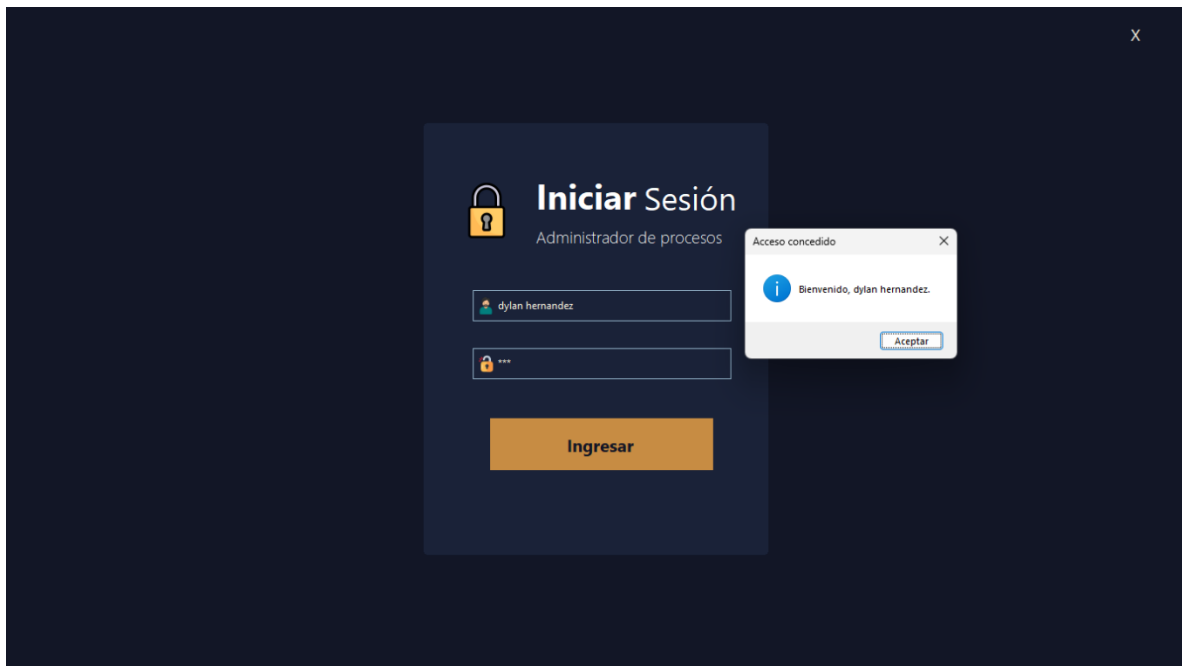 X
Iniciar Sesión
Administrador de procesos
Acceso concedido
Bienvenido, dylan hernandez.
Aceptar
dylan hernandez
***
Ingresar